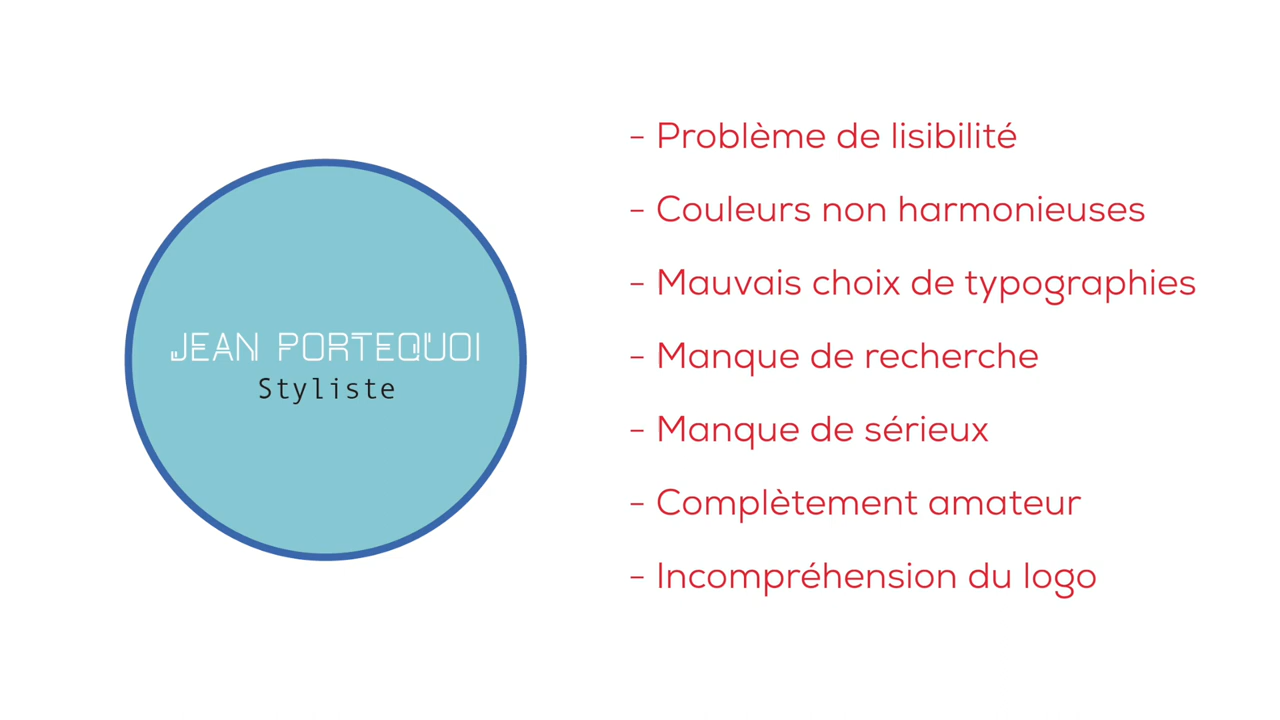 JEAN PORTEQUOI
Styliste
- Problème de lisibilité
- Couleurs non harmonieuses
- Mauvais choix de typographies
- Manque de recherche
- Manque de sérieux
- Complètement amateur
- Incompréhension du logo